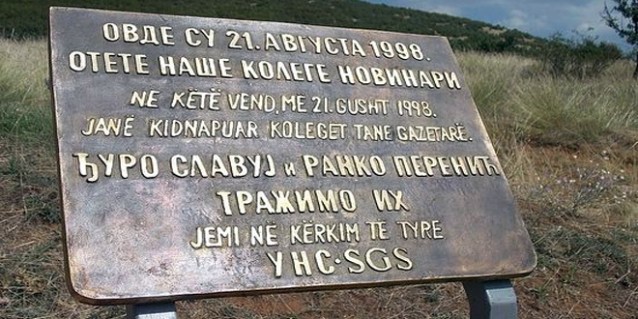 ОВДЕ СУ 21. АВГУСТА 1998.
ОТЕТЕ НАШЕ КОЛЕГЕ НОВИНАРИ
NE KËTË VEND, ME 21. GUSHT 1998.
JANË KIDNAPUAR KOLEGET TANE GAZETARË.
ЂУРО СЛАВУЈ и РАНКО ПЕРЕНИЋ
ТРАЖИМО ИХ
JEMI NË KËRKIM TË TYRE
УНС·SGS